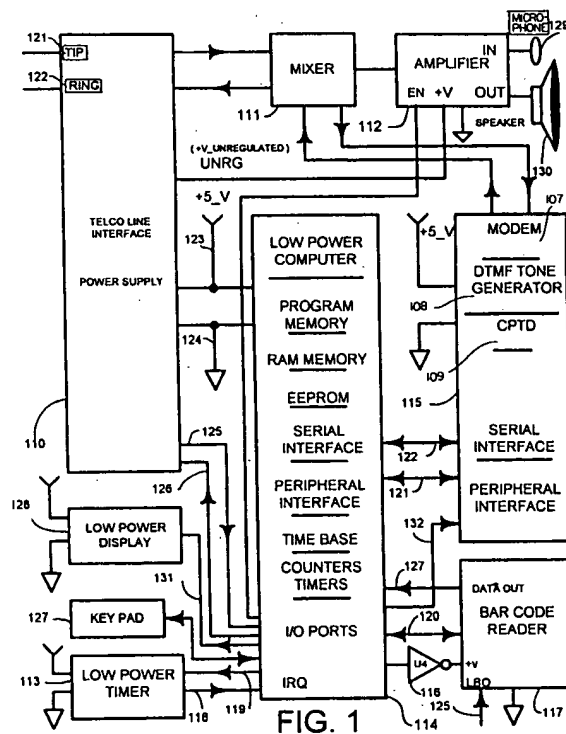 MICRO-
PHONE
129
121
TIP
122
RING
MIXER
111
AMPLIFIER
IN
EN +V OUT
112
SPEAKER
130
(+V_UNREGULATED)
UNRG
TELCO LINE
INTERFACE
POWER SUPPLY
110
+5_V
123
124
125
126
LOW POWER
COMPUTER
PROGRAM
MEMORY
RAM MEMORY
EEPROM
SERIAL
INTERFACE
PERIPHERAL
INTERFACE
TIME BASE
COUNTERS
TIMERS
I/O PORTS
IRQ
114
+5_V
107
MODEM
DTMF TONE
GENERATOR
108
CPTD
109
115
SERIAL
INTERFACE
PERIPHERAL
INTERFACE
122
121
132
127
120
DATA OUT
BAR CODE
READER
+v
LBO
117
U4
116
125
128
LOW POWER
DISPLAY
131
127
KEY PAD
113
LOW POWER
TIMER
118
119
FIG. 1